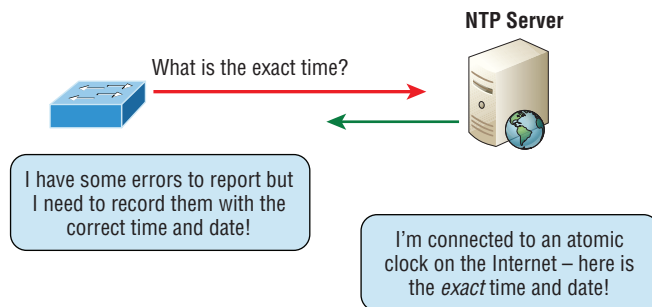 NTP Server
What is the exact time?
I have some errors to report but
I need to record them with the
correct time and date!
I'm connected to an atomic
clock on the Internet – here is
the exact time and date!